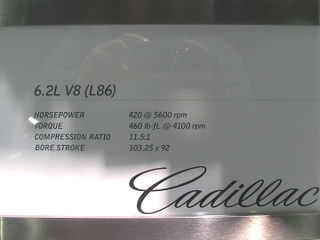 6.2L V8 (L86)
HORSEPOWER 420 @ 5600 rpm
TORQUE 460 lb-ft. @ 4100 rpm
COMPRESSION RATIO 11.5:1
BORE STROKE 103.25 x 92
Cadillac